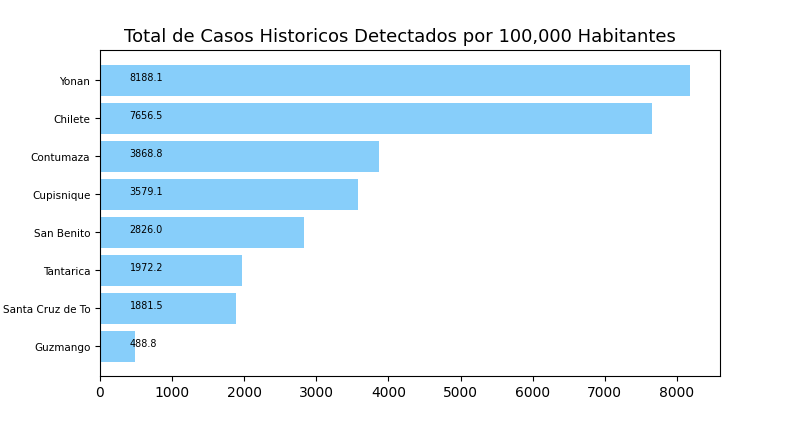 Total de Casos Historicos Detectados por 100,000 Habitantes
Yonan 8188.1
Chilete 7656.5
Contumaza 3868.8
Cupisnique 3579.1
San Benito 2826.0
Tantarica 1972.2
Santa Cruz de To 1881.5
Guzmango 488.8
0 1000 2000 3000 4000 5000 6000 7000 8000